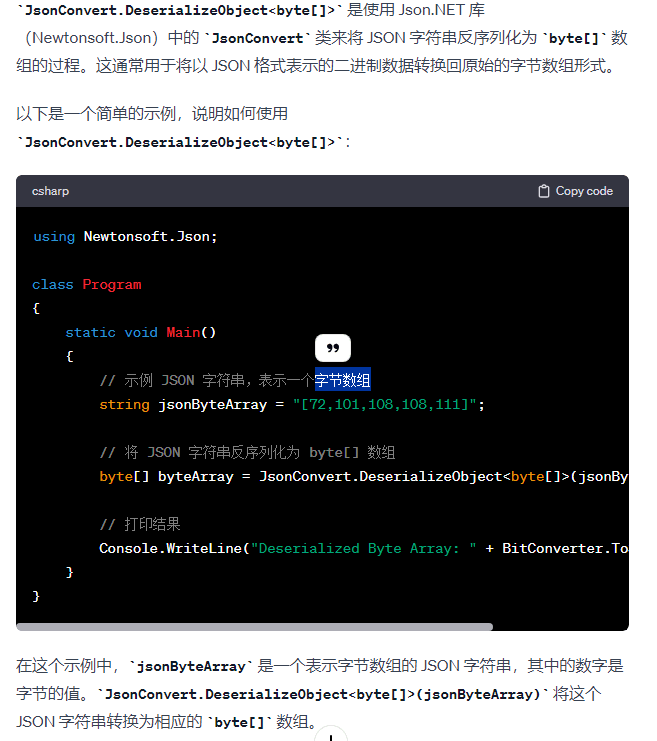 `JsonConvert.DeserializeObject<byte[]>` 是使用 Json.NET 库
（Newtonsoft.Json）中的 `JsonConvert` 类来将 JSON 字符串反序列化为 `byte[]` 数
组的过程。这通常用于将以 JSON 格式表示的二进制数据转换回原始的字节数组形式。
以下是一个简单的示例，说明如何使用
`JsonConvert.DeserializeObject<byte[]>`：
csharp Copy code
using Newtonsoft.Json;
class Program
{
static void Main()
{
// 示例 JSON 字符串，表示一个字节数组
string jsonByteArray = "[72,101,108,108,111]";
// 将 JSON 字符串反序列化为 byte[] 数组
byte[] byteArray = JsonConvert.DeserializeObject<byte[]>(jsonBy
// 打印结果
Console.WriteLine("Deserialized Byte Array: " + BitConverter.To
}
}
在这个示例中，`jsonByteArray` 是一个表示字节数组的 JSON 字符串，其中的数字是
字节的值。`JsonConvert.DeserializeObject<byte[]>(jsonByteArray)` 将这个
JSON 字符串转换为相应的 `byte[]` 数组。